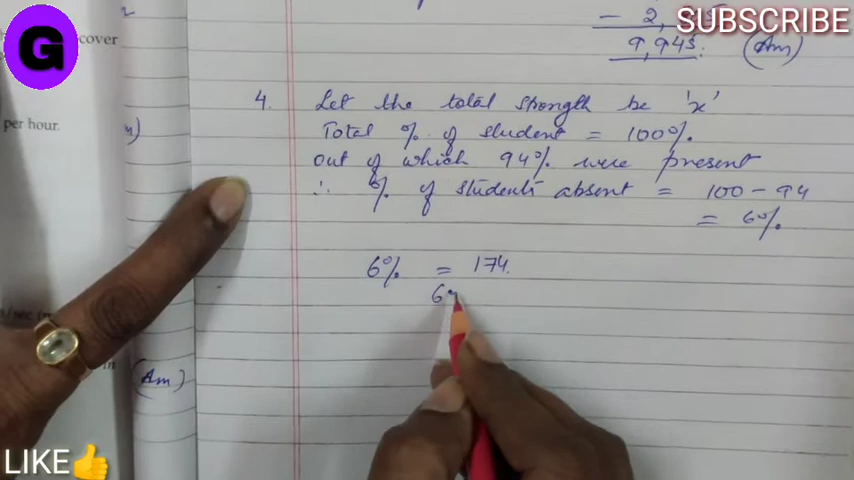 SUBSCRIBE
G
cover
9,945. (Am)
4. Let the total strength be 'x'
per hour.
Total % of student = 100%.
out of which 94% were present
∴ % of students absent = 100 - 94
= 6%
6% = 174.
6%
(Am)
LIKE👍